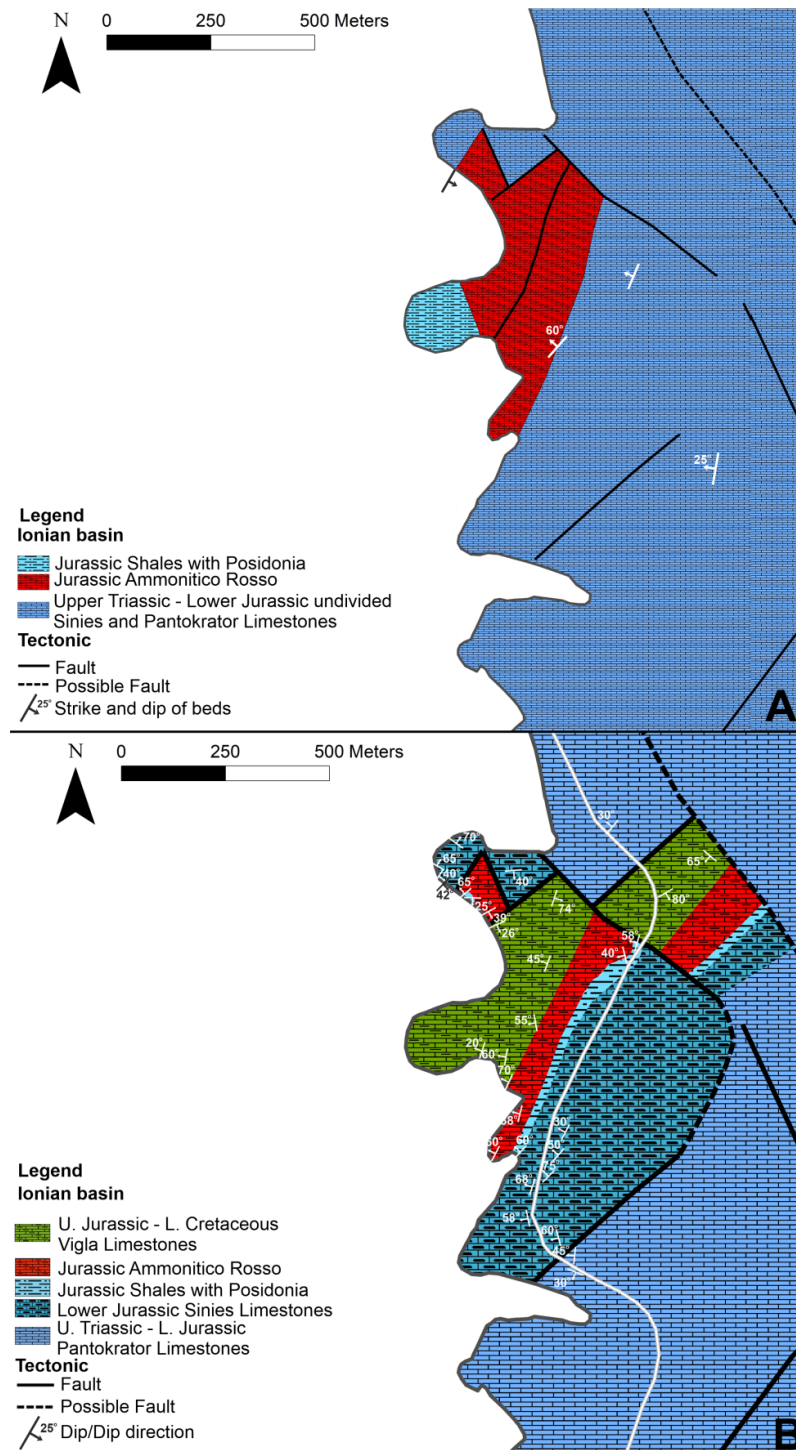 0 250 500 Meters
N
60°
25°
Legend
Ionian basin
Jurassic Shales with Posidonia
Jurassic Ammonitico Rosso
Upper Triassic - Lower Jurassic undivided
Sinies and Pantokrator Limestones
Tectonic
Fault
Possible Fault
25° Strike and dip of beds
A
0 250 500 Meters
N
30°
70°
65
40°
42°
65°
25°
39°
26°
40°
74°
65°
80°
58°
40°
45°
55°
20°
60°
70°
38°
30°
60°
50°
75°
68°
58°
60°
45°
30°
Legend
Ionian basin
U. Jurassic - L. Cretaceous
Vigla Limestones
Jurassic Ammonitico Rosso
Jurassic Shales with Posidonia
Lower Jurassic Sinies Limestones
U. Triassic - L. Jurassic
Pantokrator Limestones
Tectonic
Fault
Possible Fault
25° Dip/Dip direction
B